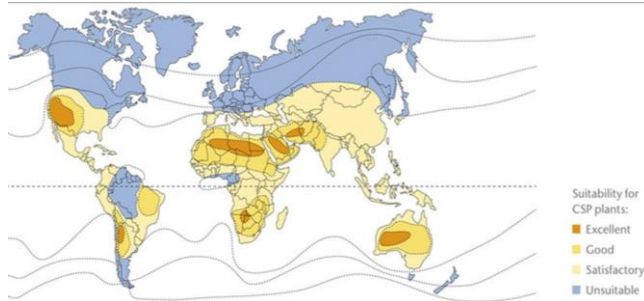 Suitability for
CSP plants:
Excellent
Good
Satisfactory
Unsuitable